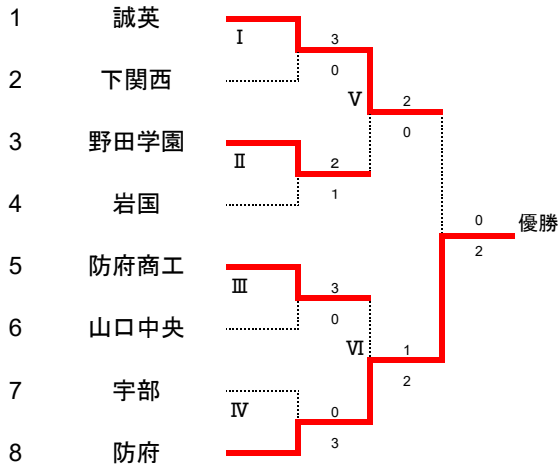 1 誠英
Ⅰ 3
0
2 下関西
Ⅴ 2
0
3 野田学園
Ⅱ 2
1
4 岩国
0 優勝
2
5 防府商工
Ⅲ 3
0
6 山口中央
Ⅵ 1
2
7 宇部
Ⅳ 0
3
8 防府